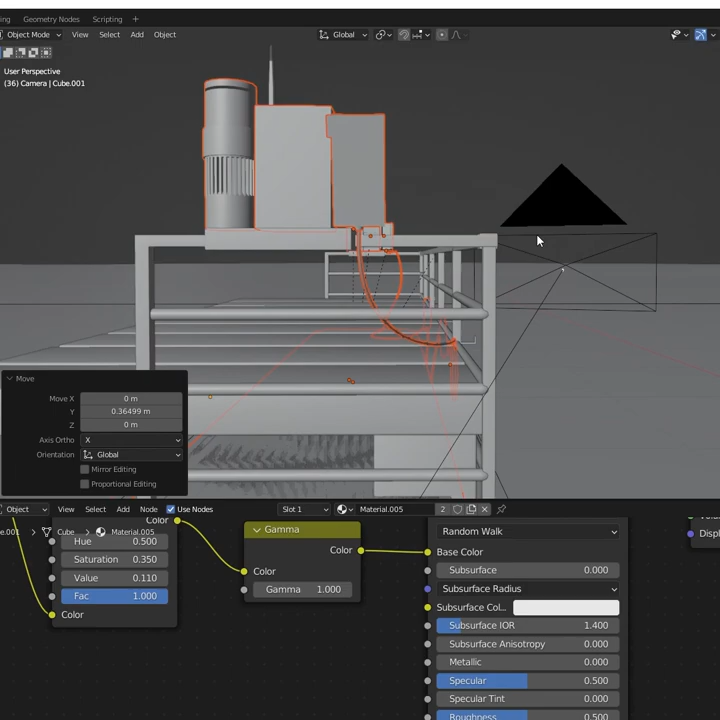 ing Geometry Nodes Scripting +
Object Mode View Select Add Object Global
User Perspective
(36) Camera | Cube.001
Move
Move X 0 m
Y 0.36499 m
Z 0 m
Axis Ortho X
Orientation Global
Mirror Editing
Proportional Editing
Object View Select Add Node Use Nodes Slot 1 Material.005 2
e.001 Cube Material.005
Color
Hue 0.500
Saturation 0.350
Value 0.110
Fac 1.000
Color
Gamma
Color
Color
Gamma 1.000
Random Walk
Base Color
Subsurface 0.000
Subsurface Radius
Subsurface Col...
Subsurface IOR 1.400
Subsurface Anisotropy 0.000
Metallic 0.000
Specular 0.500
Specular Tint 0.000
Roughness 0.500
Displ